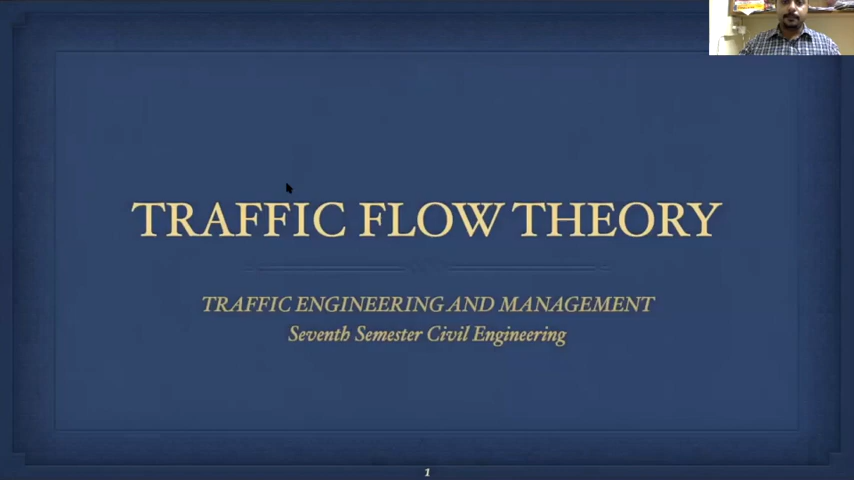 TRAFFIC FLOW THEORY
TRAFFIC ENGINEERING AND MANAGEMENT
Seventh Semester Civil Engineering
1